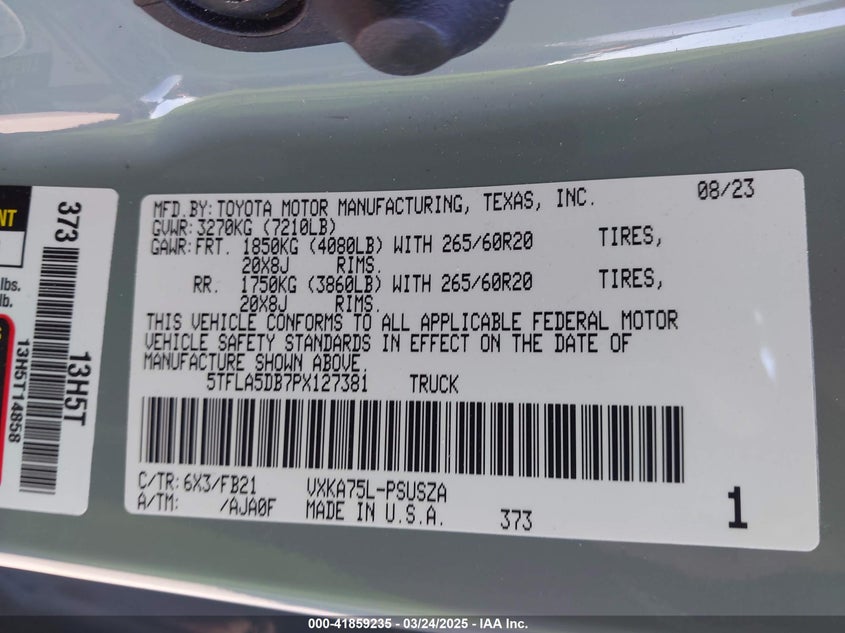 MFD.BY:TOYOTA MOTOR MANUFACTURING, TEXAS, INC. 08/23
GVWR:3270KG (7210LB)
GAWR:FRT. 1850KG (4080LB) WITH 265/60R20 TIRES,
20X8J RIMS.
RR. 1750KG (3860LB) WITH 265/60R20 TIRES,
20X8J RIMS.
THIS VEHICLE CONFORMS TO ALL APPLICABLE FEDERAL MOTOR
VEHICLE SAFETY STANDARDS IN EFFECT ON THE DATE OF
MANUFACTURE SHOWN ABOVE.
5TFLA5DB7PX127381 TRUCK
C/TR:6X3/FB21 VXKA75L-PSUSZA
A/TM: /AJA0F MADE IN U.S.A. 373 1
373
13H5T
13H5T14858
NT
lbs.
lb.
000-41859235 - 03/24/2025 - IAA Inc.